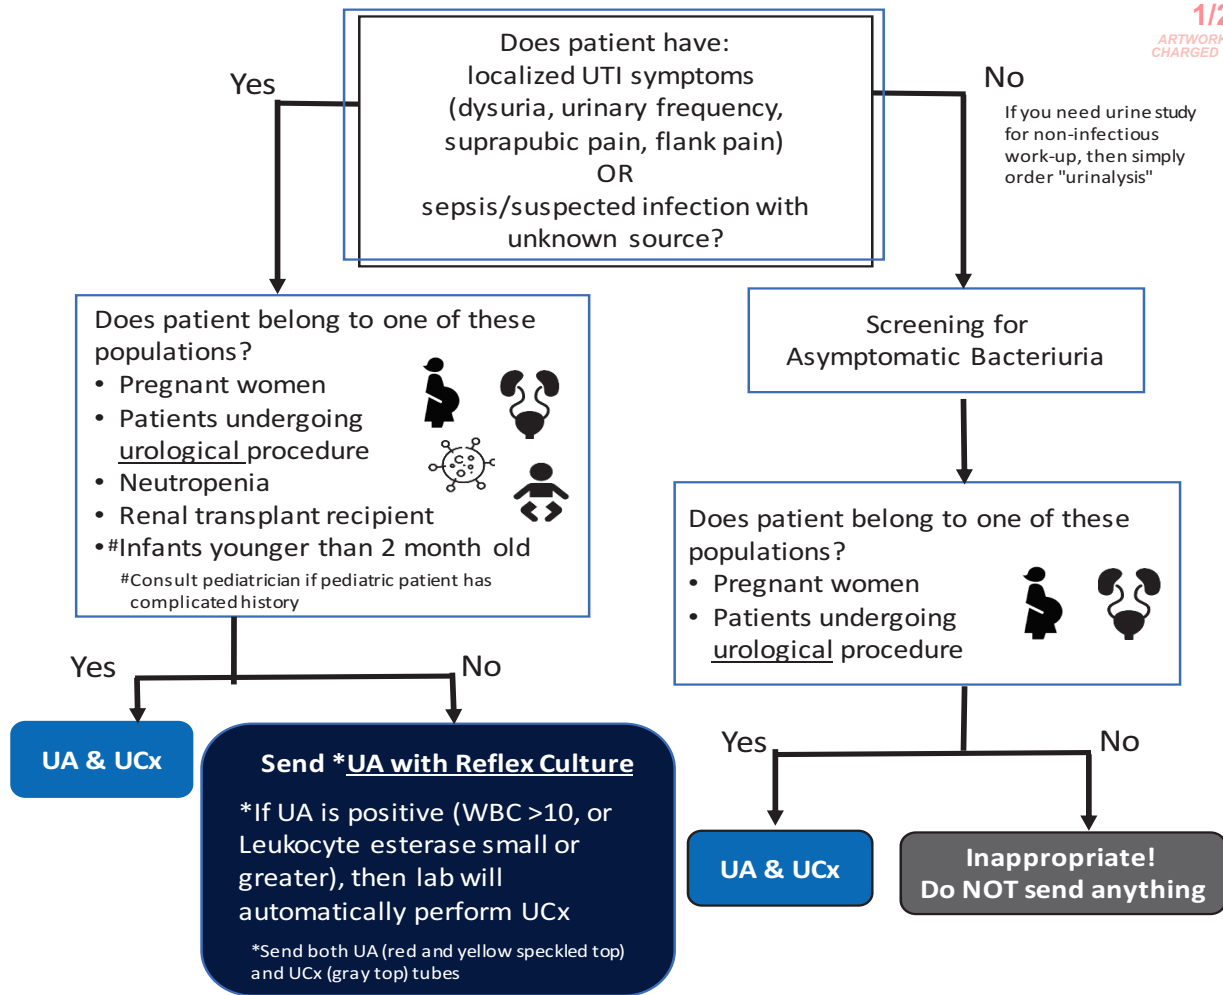 1/2
ARTWORK
CHARGED
Does patient have:
localized UTI symptoms
(dysuria, urinary frequency,
suprapubic pain, flank pain)
OR
sepsis/suspected infection with
unknown source?
Yes
No
If you need urine study
for non-infectious
work-up, then simply
order "urinalysis"
Does patient belong to one of these
populations?
• Pregnant women
• Patients undergoing
urological procedure
• Neutropenia
• Renal transplant recipient
• #Infants younger than 2 month old
#Consult pediatrician if pediatric patient has
complicated history
Screening for
Asymptomatic Bacteriuria
Does patient belong to one of these
populations?
• Pregnant women
• Patients undergoing
urological procedure
Yes
No
UA & UCx
Send *UA with Reflex Culture
*If UA is positive (WBC >10, or
Leukocyte esterase small or
greater), then lab will
automatically perform UCx
*Send both UA (red and yellow speckled top)
and UCx (gray top) tubes
Yes
No
UA & UCx
Inappropriate!
Do NOT send anything